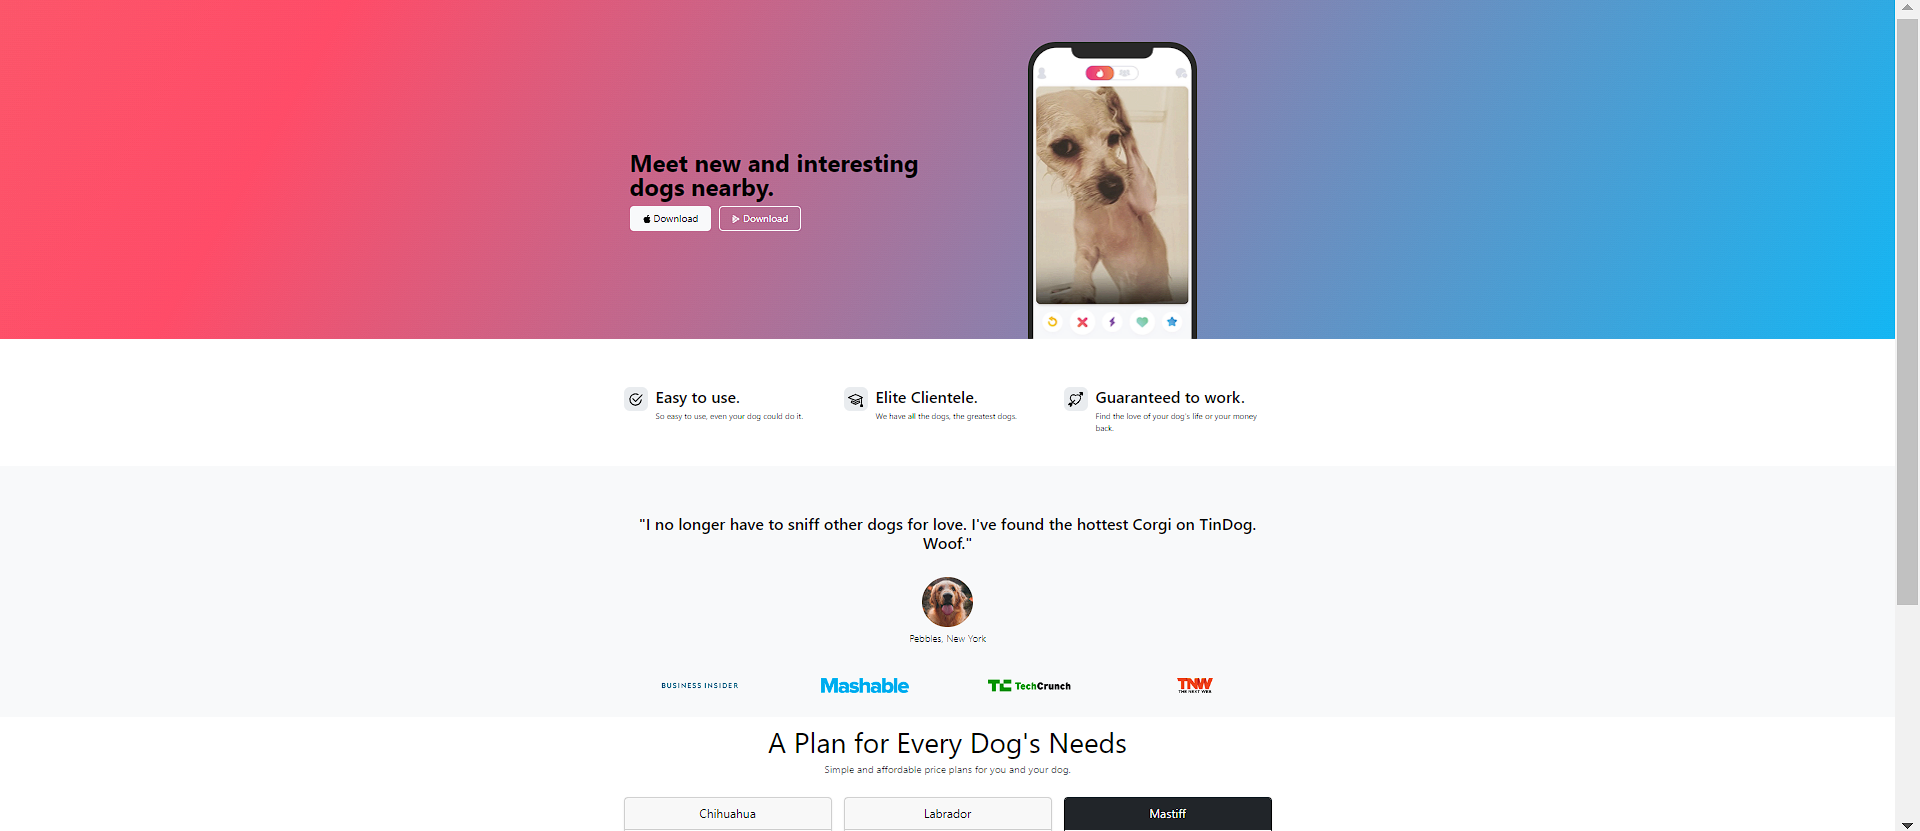 Meet new and interesting
dogs nearby.
Download
Download
Easy to use.
So easy to use, even your dog could do it.
Elite Clientele.
We have all the dogs, the greatest dogs.
Guaranteed to work.
Find the love of your dog's life or your money
back.
"I no longer have to sniff other dogs for love. I've found the hottest Corgi on TinDog.
Woof."
Pebbles, New York
BUSINESS INSIDER
Mashable
TC TechCrunch
TNW
THE NEXT WEB
A Plan for Every Dog's Needs
Simple and affordable price plans for you and your dog.
Chihuahua
Labrador
Mastiff